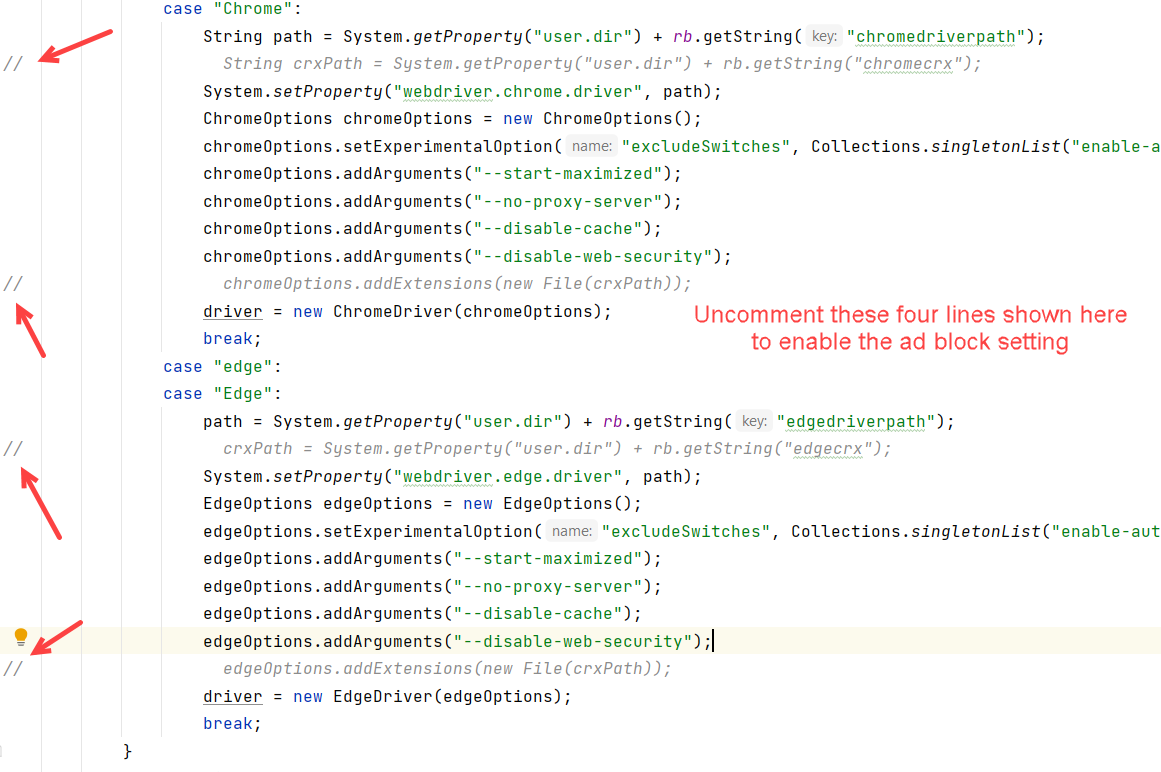 case "Chrome":
String path = System.getProperty("user.dir") + rb.getString( key: "chromedriverpath");
// String crxPath = System.getProperty("user.dir") + rb.getString("chromecrx");
System.setProperty("webdriver.chrome.driver", path);
ChromeOptions chromeOptions = new ChromeOptions();
chromeOptions.setExperimentalOption( name: "excludeSwitches", Collections.singletonList("enable-a
chromeOptions.addArguments("--start-maximized");
chromeOptions.addArguments("--no-proxy-server");
chromeOptions.addArguments("--disable-cache");
chromeOptions.addArguments("--disable-web-security");
// chromeOptions.addExtensions(new File(crxPath));
driver = new ChromeDriver(chromeOptions);
Uncomment these four lines shown here
to enable the ad block setting
break;
case "edge":
case "Edge":
path = System.getProperty("user.dir") + rb.getString( key: "edgedriverpath");
// crxPath = System.getProperty("user.dir") + rb.getString("edgecrx");
System.setProperty("webdriver.edge.driver", path);
EdgeOptions edgeOptions = new EdgeOptions();
edgeOptions.setExperimentalOption( name: "excludeSwitches", Collections.singletonList("enable-aut
edgeOptions.addArguments("--start-maximized");
edgeOptions.addArguments("--no-proxy-server");
edgeOptions.addArguments("--disable-cache");
edgeOptions.addArguments("--disable-web-security");
// edgeOptions.addExtensions(new File(crxPath));
driver = new EdgeDriver(edgeOptions);
break;
}